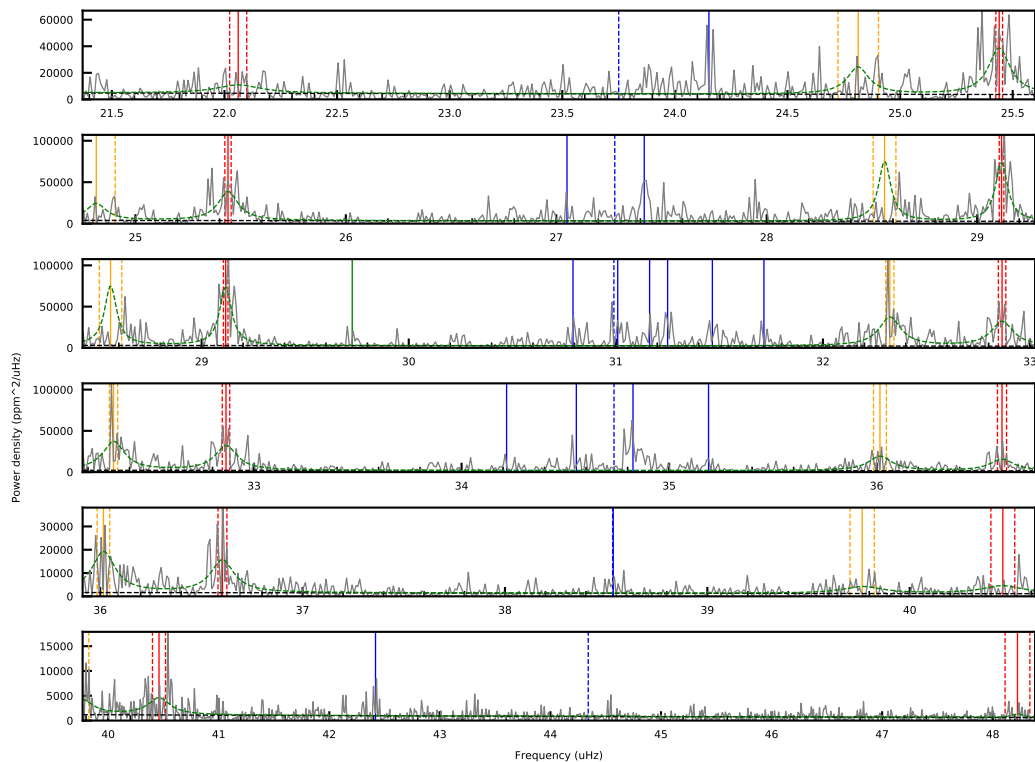 60000
40000
20000
0
21.5 22.0 22.5 23.0 23.5 24.0 24.5 25.0 25.5
100000
50000
0
25 26 27 28 29
100000
50000
0
29 30 31 32 33
100000
50000
0
33 34 35 36
Power density (ppm^2/uHz)
30000
20000
10000
0
36 37 38 39 40
15000
10000
5000
0
40 41 42 43 44 45 46 47 48
Frequency (uHz)